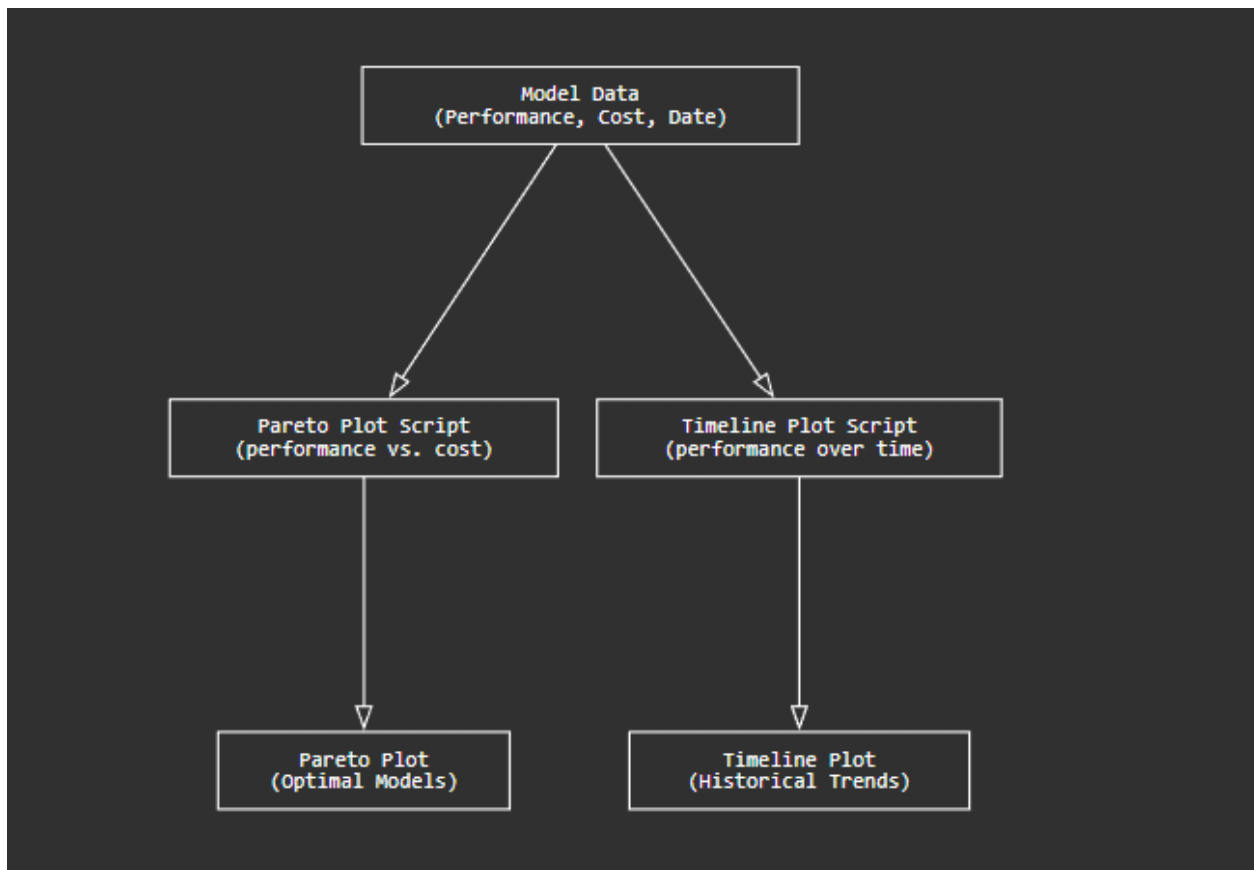 Model Data
(Performance, Cost, Date)
Pareto Plot Script
(performance vs. cost)
Timeline Plot Script
(performance over time)
Pareto Plot
(Optimal Models)
Timeline Plot
(Historical Trends)